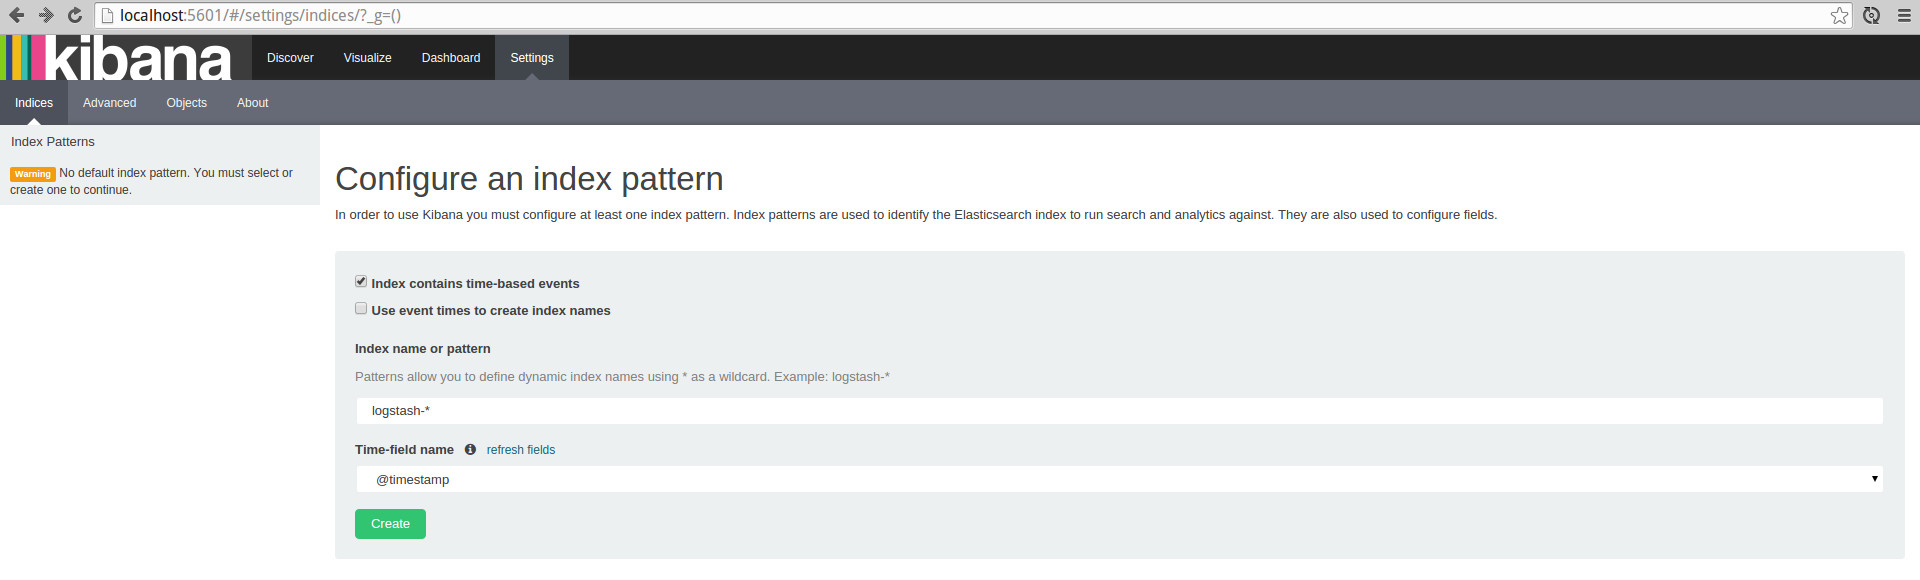 localhost:5601/#/settings/indices/?_g=()
kibana
Discover Visualize Dashboard Settings
Indices Advanced Objects About
Index Patterns
Warning No default index pattern. You must select or
create one to continue.
Configure an index pattern
In order to use Kibana you must configure at least one index pattern. Index patterns are used to identify the Elasticsearch index to run search and analytics against. They are also used to configure fields.
Index contains time-based events
Use event times to create index names
Index name or pattern
Patterns allow you to define dynamic index names using * as a wildcard. Example: logstash-*
logstash-*
Time-field name refresh fields
@timestamp
Create